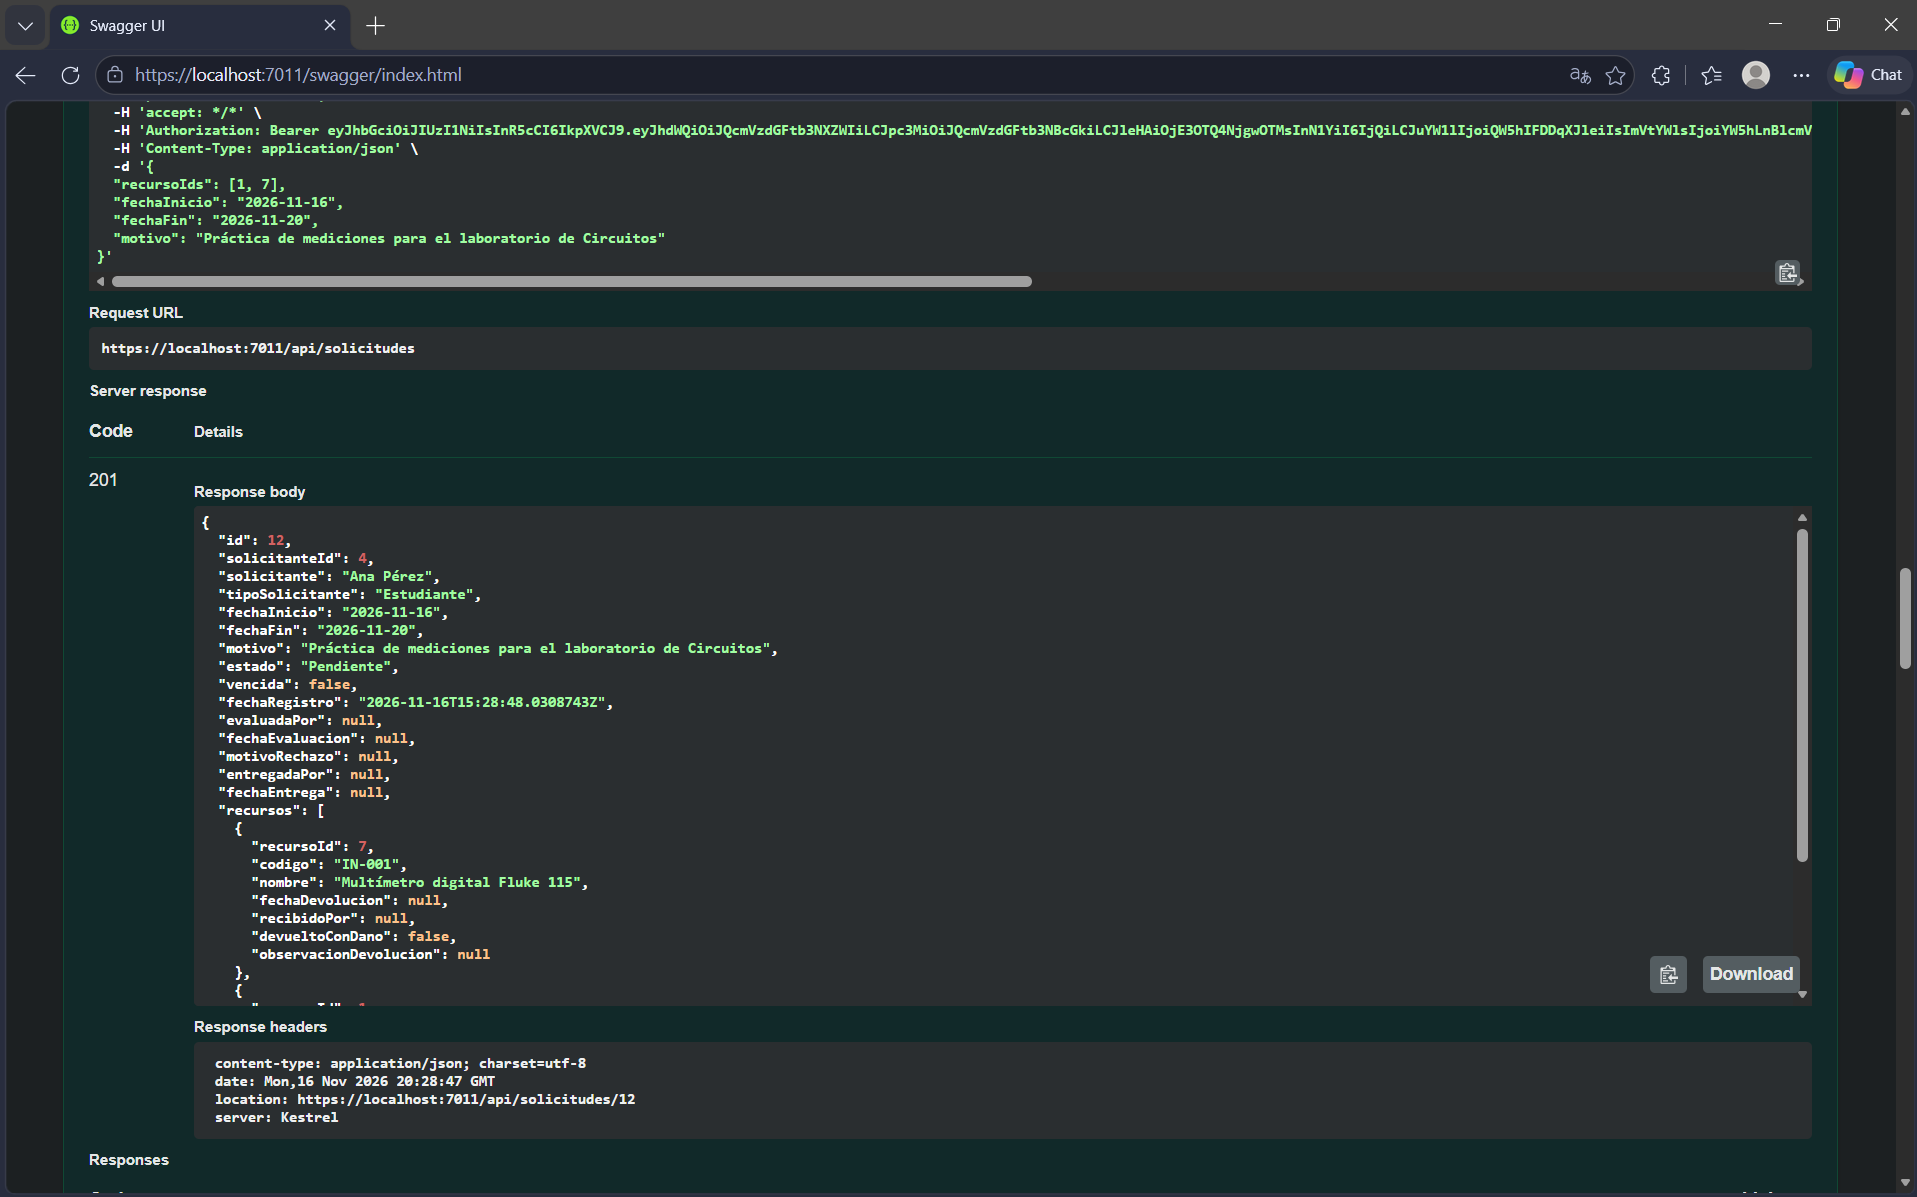 Swagger UI
https://localhost:7011/swagger/index.html
Chat
-H 'accept: */*' \
-H 'Authorization: Bearer eyJhbGciOiJIUzI1NiIsInR5cCI6IkpXVCJ9.eyJhdWQiOiJQcmVzdGFtb3NXZWIiLCJpc3MiOiJQcmVzdGFtb3NBcGkiLCJleHAiOjE3OTQ4NjgwOTMsInN1YiI6IjQiLCJuYW1lIjoiQW5hIFDDqXJleiIsImVtYWlsIjoiYW5hLnBlcmV
-H 'Content-Type: application/json' \
-d '{
"recursoIds": [1, 7],
"fechaInicio": "2026-11-16",
"fechaFin": "2026-11-20",
"motivo": "Práctica de mediciones para el laboratorio de Circuitos"
}'
Request URL
https://localhost:7011/api/solicitudes
Server response
Code Details
201
Response body
{
"id": 12,
"solicitanteId": 4,
"solicitante": "Ana Pérez",
"tipoSolicitante": "Estudiante",
"fechaInicio": "2026-11-16",
"fechaFin": "2026-11-20",
"motivo": "Práctica de mediciones para el laboratorio de Circuitos",
"estado": "Pendiente",
"vencida": false,
"fechaRegistro": "2026-11-16T15:28:48.0308743Z",
"evaluadaPor": null,
"fechaEvaluacion": null,
"motivoRechazo": null,
"entregadaPor": null,
"fechaEntrega": null,
"recursos": [
{
"recursoId": 7,
"codigo": "IN-001",
"nombre": "Multímetro digital Fluke 115",
"fechaDevolucion": null,
"recibidoPor": null,
"devueltoConDano": false,
"observacionDevolucion": null
},
{
Download
Response headers
content-type: application/json; charset=utf-8
date: Mon,16 Nov 2026 20:28:47 GMT
location: https://localhost:7011/api/solicitudes/12
server: Kestrel
Responses